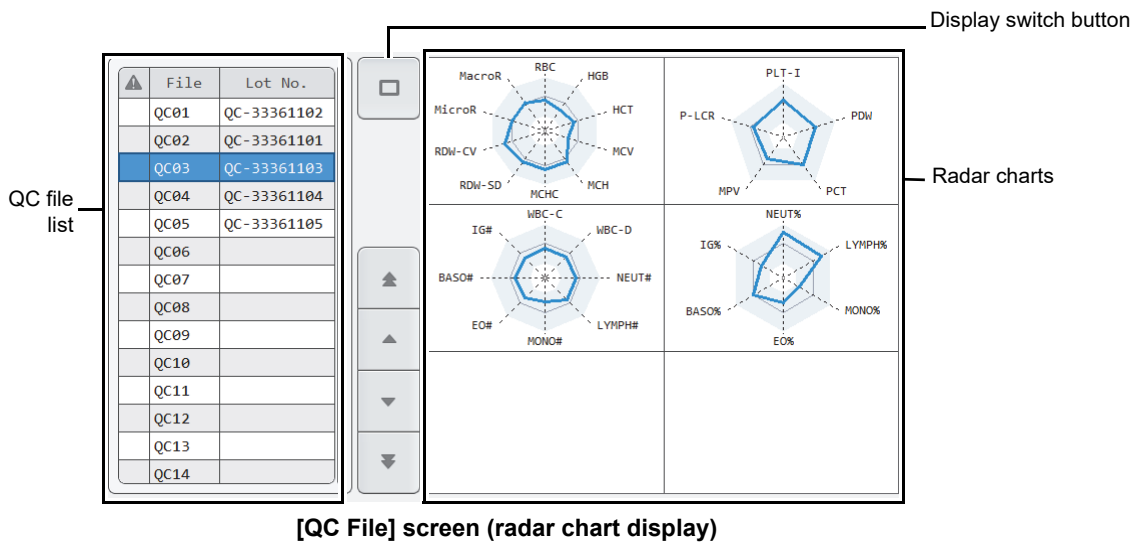 Display switch button
File Lot No.
QC01 QC-33361102
QC02 QC-33361101
QC03 QC-33361103
QC04 QC-33361104
QC05 QC-33361105
QC06
QC07
QC08
QC09
QC10
QC11
QC12
QC13
QC14
QC file
list
RBC
MacroR HGB
MicroR HCT
RDW-CV MCV
RDW-SD MCH
MCHC
PLT-I
P-LCR PDW
MPV PCT
WBC-C
IG# WBC-D
BASO# NEUT#
EO# LYMPH#
MONO#
NEUT%
IG% LYMPH%
BASO% MONO%
EO%
Radar charts
[QC File] screen (radar chart display)